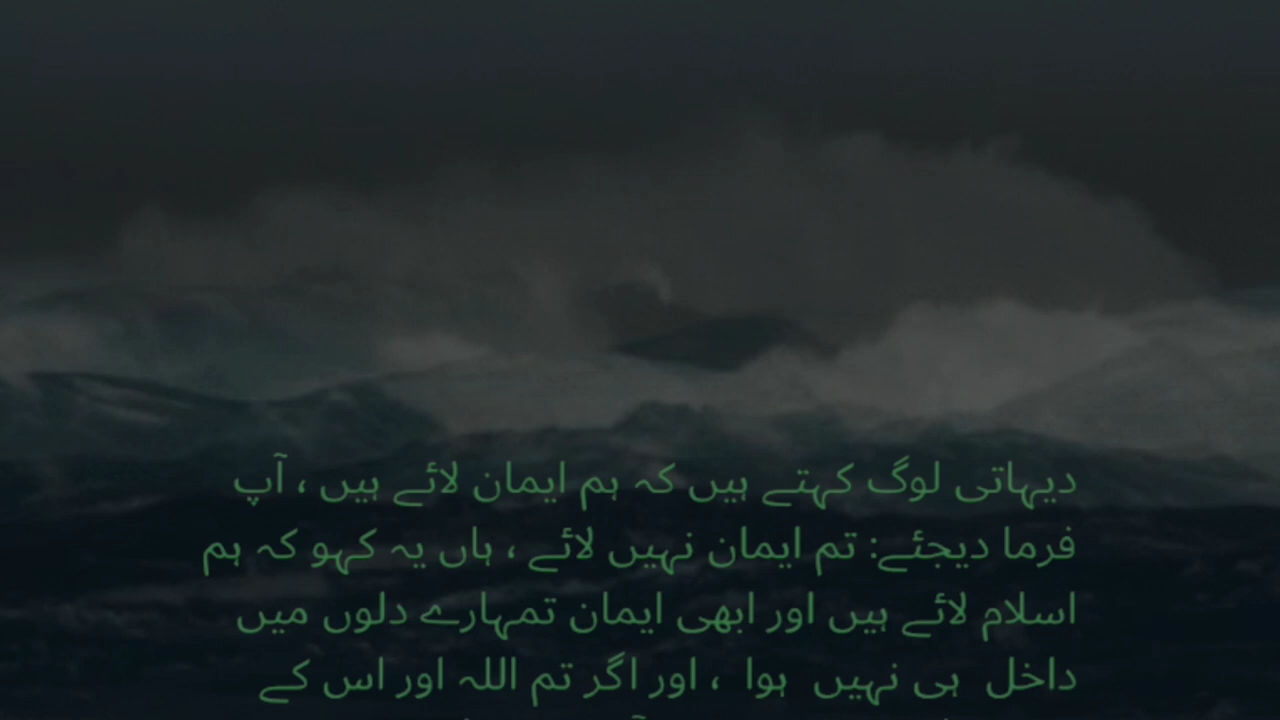 دیہاتی لوگ کہتے ہیں کہ ہم ایمان لائے ہیں ، آپ
فرما دیجئے: تم ایمان نہیں لائے ، ہاں یہ کہو کہ ہم
اسلام لائے ہیں اور ابھی ایمان تمہارے دلوں میں
داخل ہی نہیں ہوا ، اور اگر تم اللہ اور اس کے